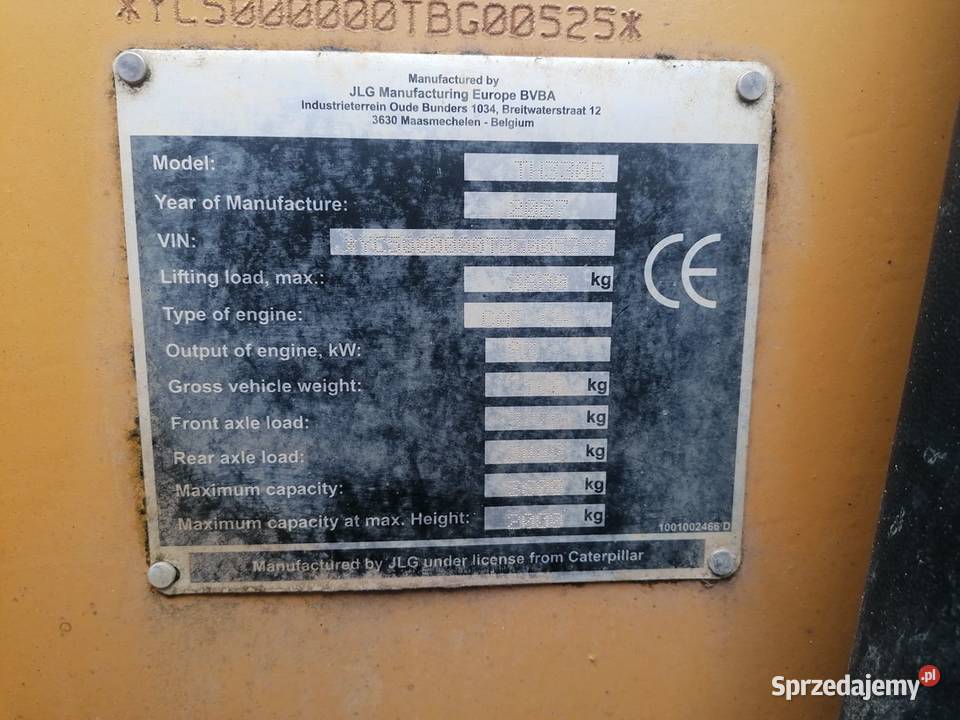 *YC5000000TBG00525*
Manufactured by
JLG Manufacturing Europe BVBA
Industrieterrein Oude Bunders 1034, Breitwaterstraat 12
3630 Maasmechelen - Belgium
Model: TH330B
Year of Manufacture: 2007
VIN:
Lifting load, max.: kg
Type of engine:
Output of engine, kW:
Gross vehicle weight: kg
Front axle load: kg
Rear axle load: kg
Maximum capacity: kg
Maximum capacity at max. Height: kg
CE
1001002466 D
Manufactured by JLG under license from Caterpillar
Sprzedajemy.pl